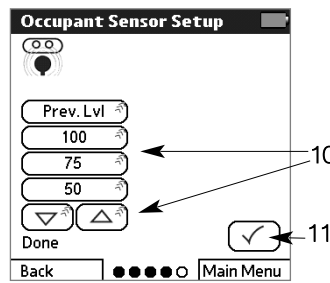 Occupant Sensor Setup
Prev. Lvl
100
75
50
10
Done
11
Back
Main Menu